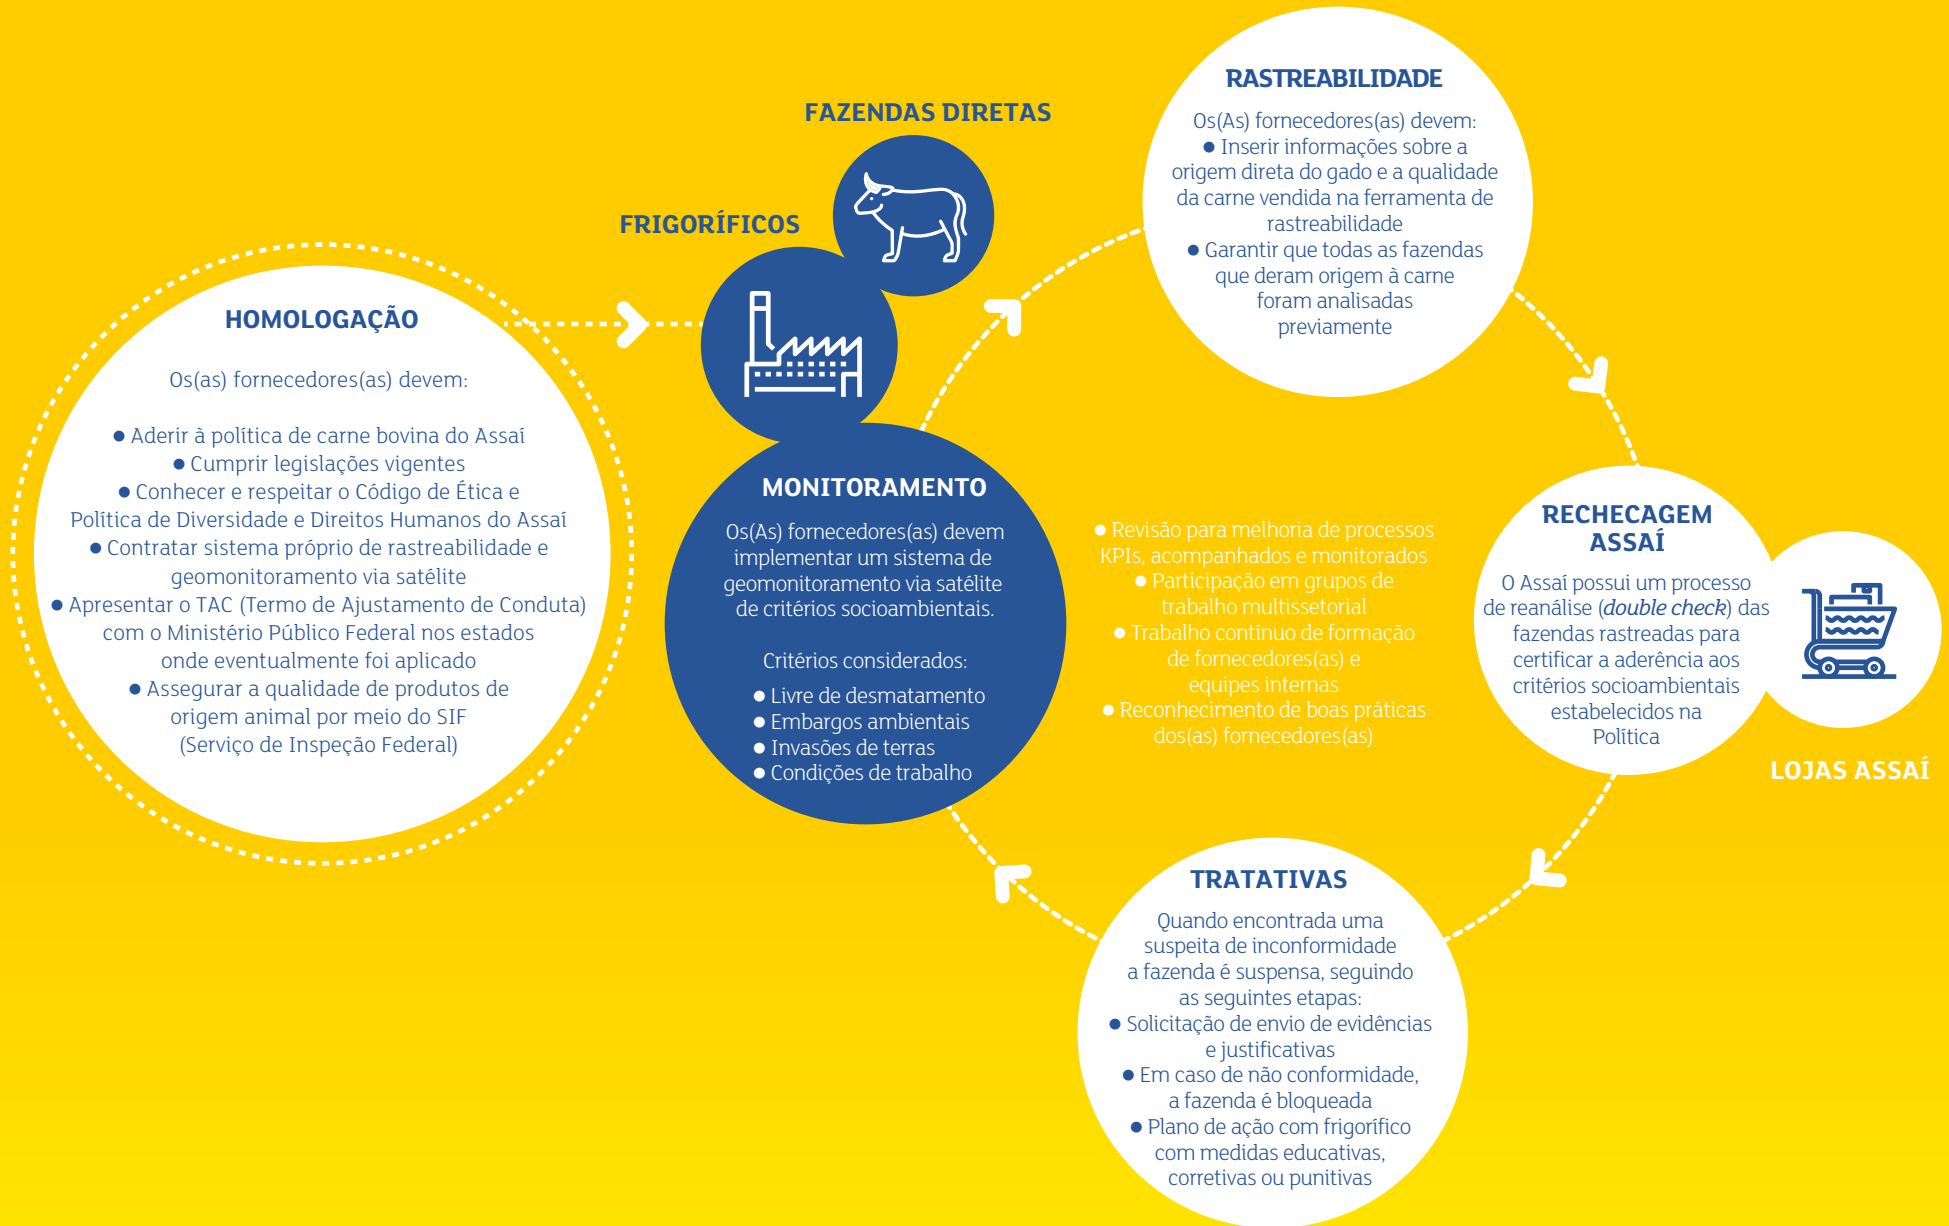 HOMOLOGAÇÃO
Os(as) fornecedores(as) devem:
● Aderir à política de carne bovina do Assaí
● Cumprir legislações vigentes
● Conhecer e respeitar o Código de Ética e
Política de Diversidade e Direitos Humanos do Assaí
● Contratar sistema próprio de rastreabilidade e
geomonitoramento via satélite
● Apresentar o TAC (Termo de Ajustamento de Conduta)
com o Ministério Público Federal nos estados
onde eventualmente foi aplicado
● Assegurar a qualidade de produtos de
origem animal por meio do SIF
(Serviço de Inspeção Federal)
FRIGORÍFICOS
FAZENDAS DIRETAS
MONITORAMENTO
Os(As) fornecedores(as) devem
implementar um sistema de
geomonitoramento via satélite
de critérios socioambientais.
Critérios considerados:
● Livre de desmatamento
● Embargos ambientais
● Invasões de terras
● Condições de trabalho
RASTREABILIDADE
Os(As) fornecedores(as) devem:
● Inserir informações sobre a
origem direta do gado e a qualidade
da carne vendida na ferramenta de
rastreabilidade
● Garantir que todas as fazendas
que deram origem à carne
foram analisadas
previamente
● Revisão para melhoria de processos
KPIs, acompanhados e monitorados
● Participação em grupos de
trabalho multissetorial
● Trabalho contínuo de formação
de fornecedores(as) e
equipes internas
● Reconhecimento de boas práticas
dos(as) fornecedores(as)
RECHECAGEM
ASSAÍ
O Assaí possui um processo
de reanálise (double check) das
fazendas rastreadas para
certificar a aderência aos
critérios socioambientais
estabelecidos na
Política
LOJAS ASSAÍ
TRATATIVAS
Quando encontrada uma
suspeita de inconformidade
a fazenda é suspensa, seguindo
as seguintes etapas:
● Solicitação de envio de evidências
e justificativas
● Em caso de não conformidade,
a fazenda é bloqueada
● Plano de ação com frigorífico
com medidas educativas,
corretivas ou punitivas